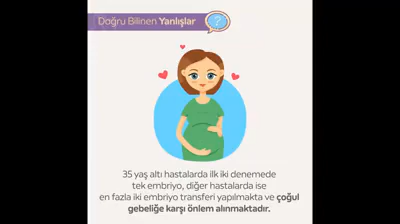 Doğru Bilinen Yanlışlar
?
35 yaş altı hastalarda ilk iki denemede
tek embriyo, diğer hastalarda ise
en fazla iki embriyo transferi yapılmakta ve çoğul
gebeliğe karşı önlem alınmaktadır.